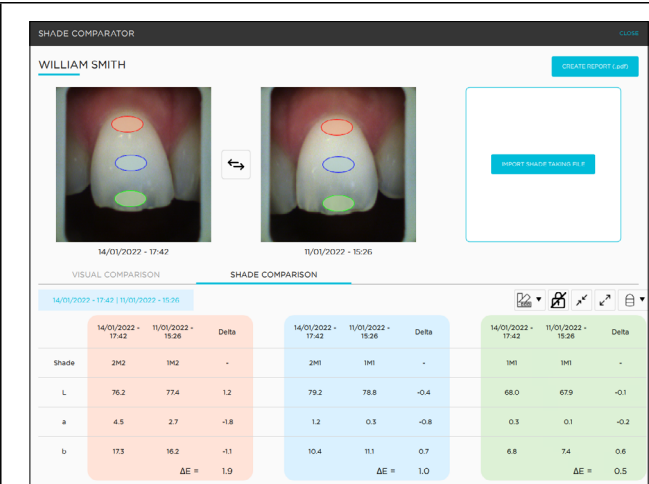 SHADE COMPARATOR CLOSE
WILLIAM SMITH
CREATE REPORT (.pdf)
IMPORT SHADE TAKING FILE
14/01/2022 - 17:42 11/01/2022 - 15:26
VISUAL COMPARISON SHADE COMPARISON
14/01/2022 - 17:42 | 11/01/2022 - 15:26
14/01/2022 - 17:42 11/01/2022 - 15:26 Delta 14/01/2022 - 17:42 11/01/2022 - 15:26 Delta 14/01/2022 - 17:42 11/01/2022 - 15:26 Delta
Shade 2M2 1M2 - 2M1 1M1 - 1M1 1M1 -
L 76.2 77.4 1.2 79.2 78.8 -0.4 68.0 67.9 -0.1
a 4.5 2.7 -1.8 1.2 0.3 -0.8 0.3 0.1 -0.2
b 17.3 16.2 -1.1 10.4 11.1 0.7 6.8 7.4 0.6
ΔE = 1.9 ΔE = 1.0 ΔE = 0.5